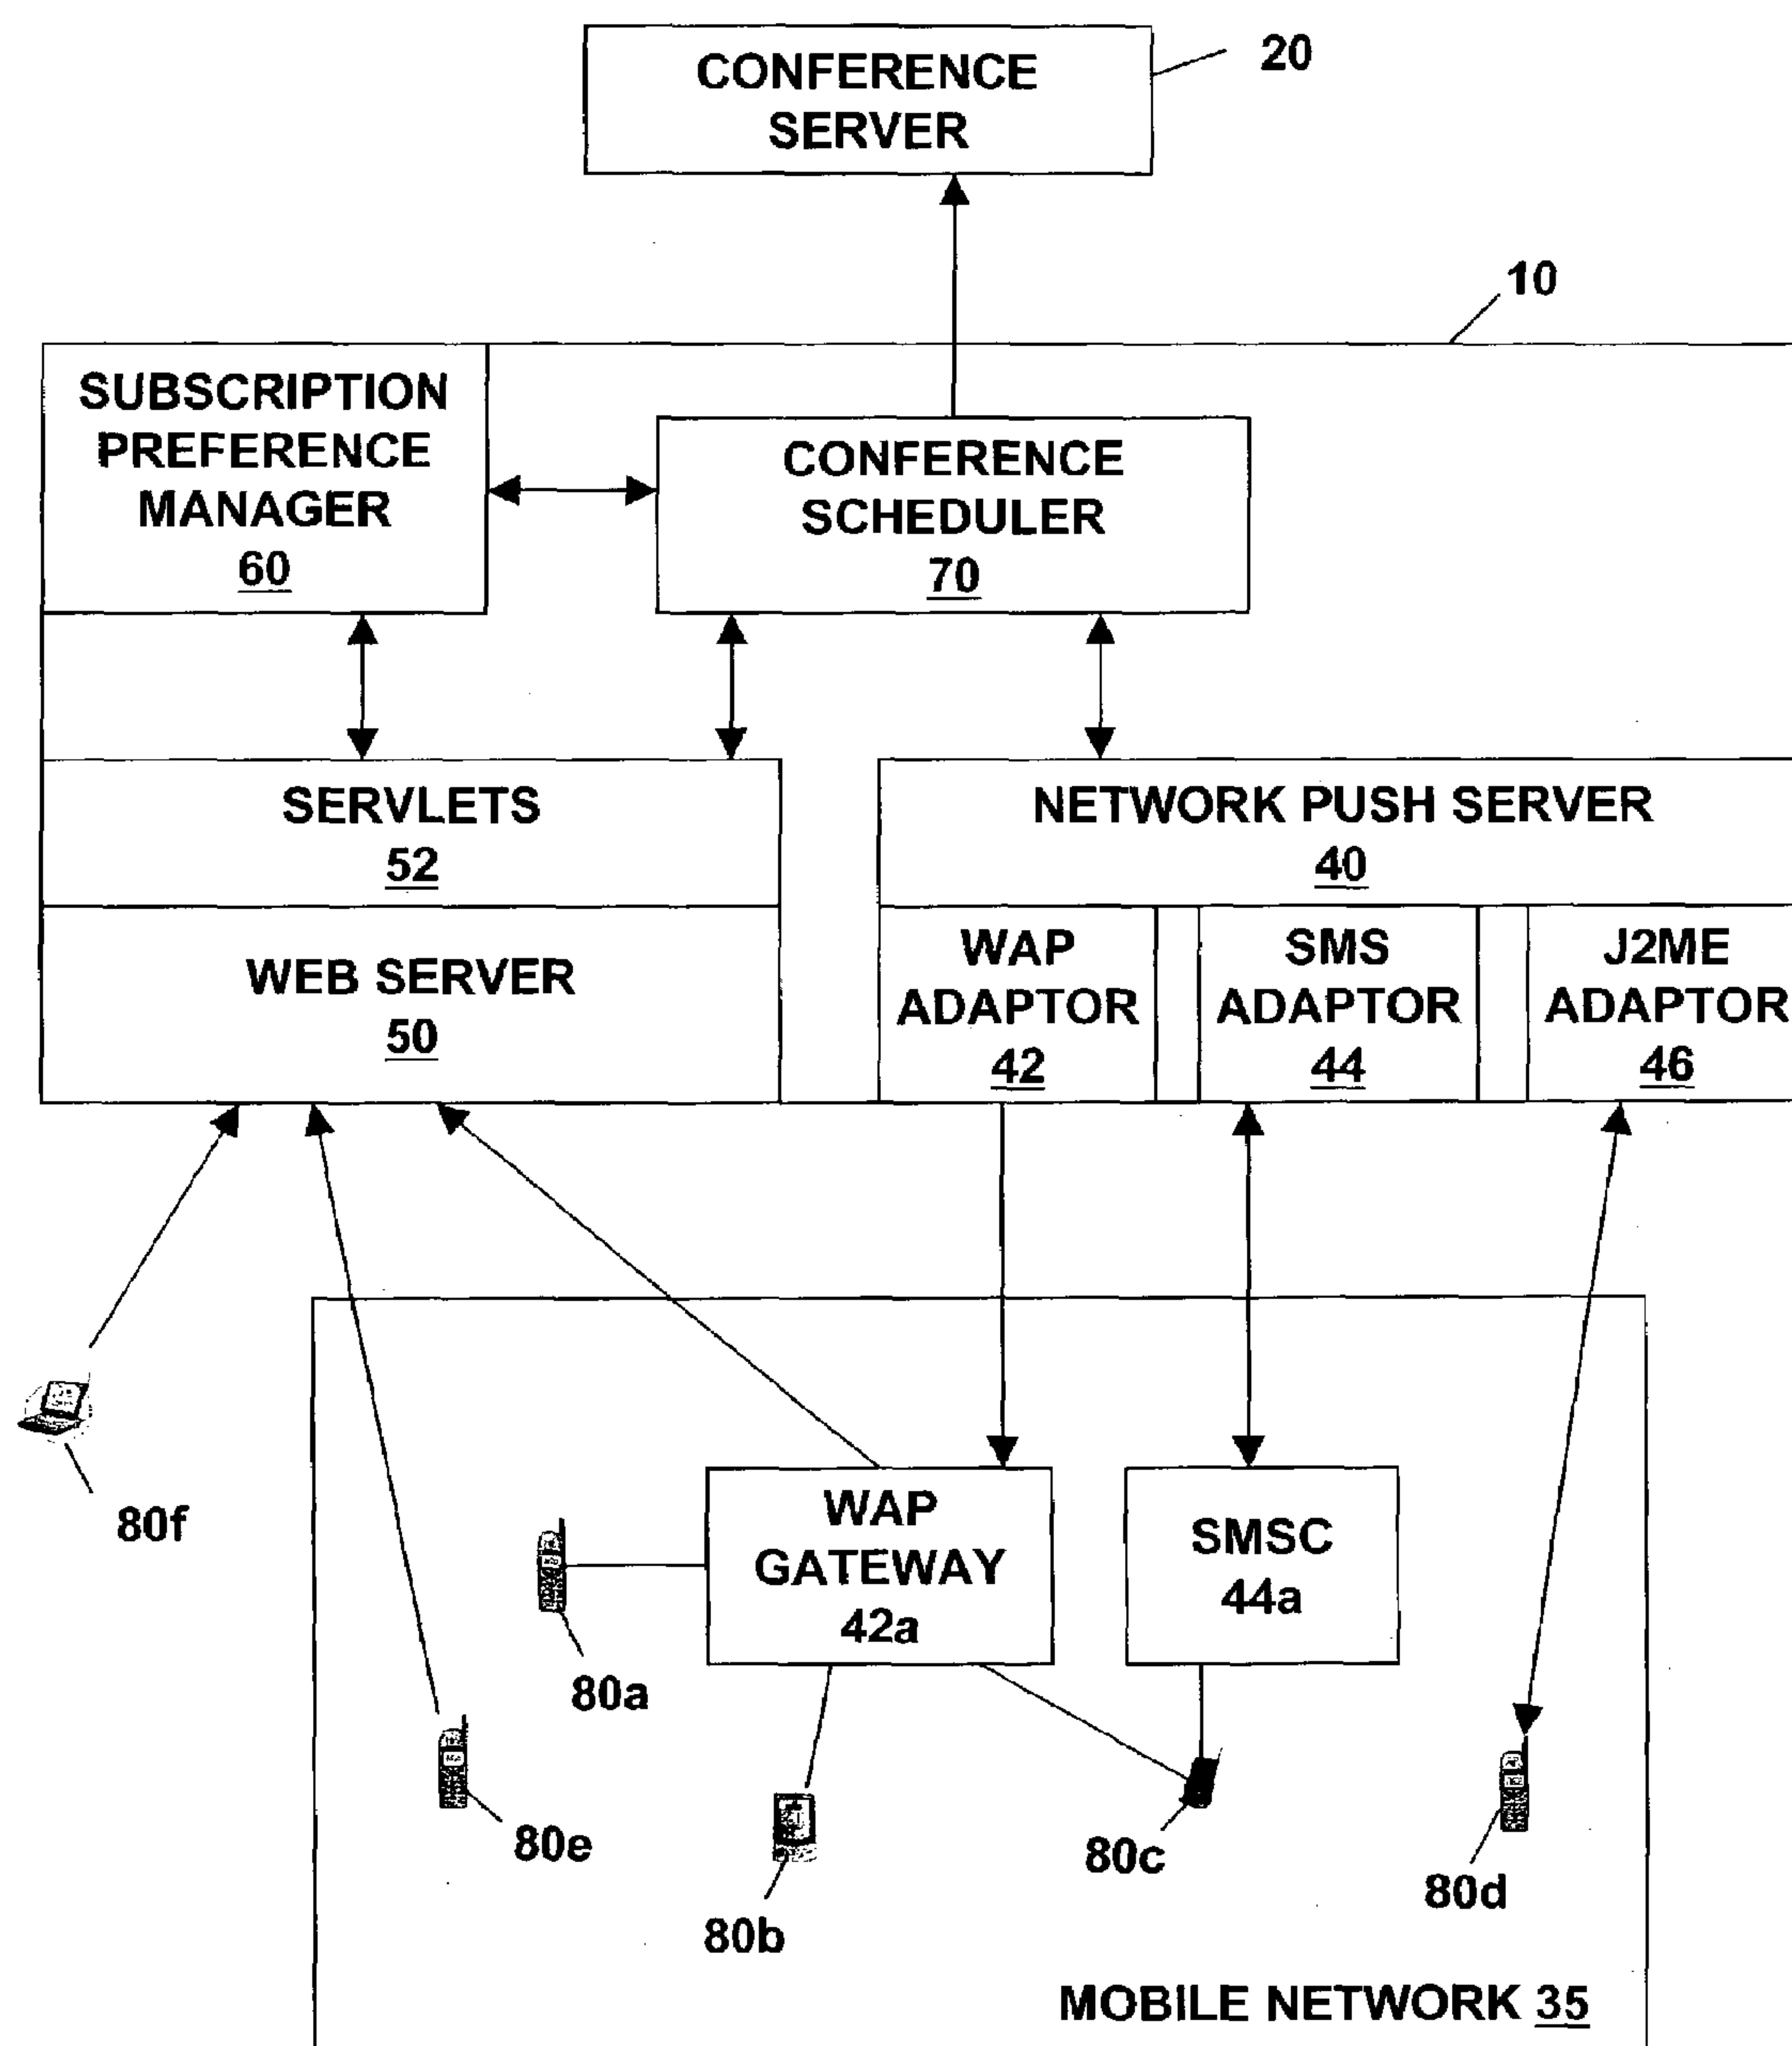 CONFERENCE
SERVER
20
10
SUBSCRIPTION
PREFERENCE
MANAGER
60
CONFERENCE
SCHEDULER
70
SERVLETS
52
NETWORK PUSH SERVER
40
WEB SERVER
50
WAP
ADAPTOR
42
SMS
ADAPTOR
44
J2ME
ADAPTOR
46
80f
WAP
GATEWAY
42a
SMSC
44a
80a
80e
80b
80c
80d
MOBILE NETWORK 35